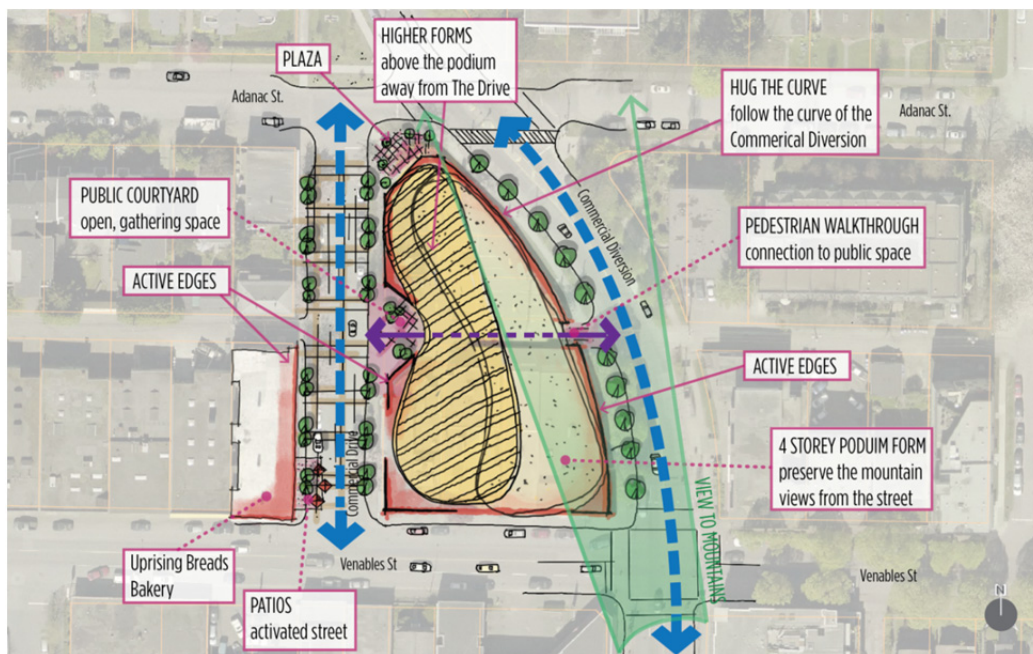 HIGHER FORMS
above the podium
away from The Drive
PLAZA
Adanac St.
Adanac St.
HUG THE CURVE
follow the curve of the
Commerical Diversion
PUBLIC COURTYARD
open, gathering space
Commercial Diversion
PEDESTRIAN WALKTHROUGH
connection to public space
ACTIVE EDGES
ACTIVE EDGES
4 STOREY PODUIM FORM
preserve the mountain
views from the street
Commercial Drive
VIEW TO MOUNTAINS
Uprising Breads
Bakery
Venables St
Venables St
PATIOS
activated street
N